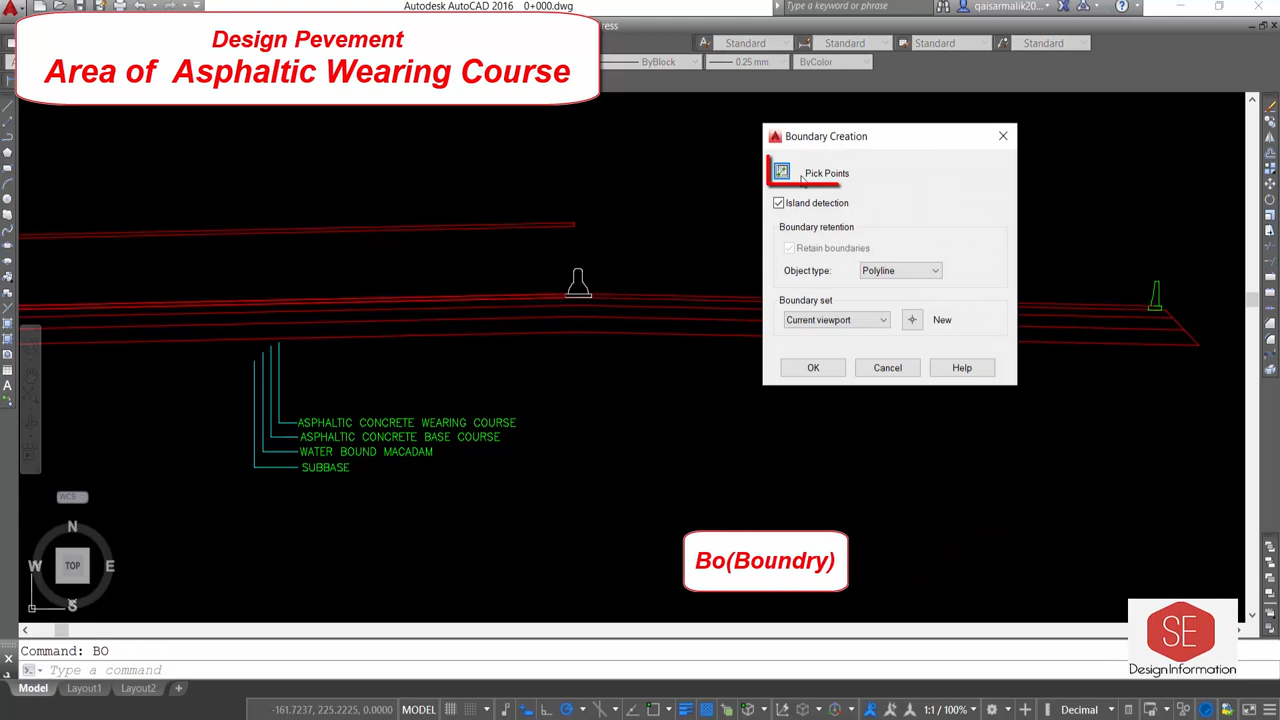 Autodesk AutoCAD 2016 0+000.dwg
Type a keyword or phrase
qaisarmalik20...
Design Pevement
Area of Asphaltic Wearing Course
Standard
Standard
Standard
Standard
ByBlock
0.25 mm
ByColor
Boundary Creation
Pick Points
Island detection
Boundary retention
Retain boundaries
Object type:
Polyline
Boundary set
Current viewport
New
OK
Cancel
Help
ASPHALTIC CONCRETE WEARING COURSE
ASPHALTIC CONCRETE BASE COURSE
WATER BOUND MACADAM
SUBBASE
WCS
N
W
TOP
E
S
Bo(Boundry)
SE
DesignInformation
Command: BO
Type a command
Model
Layout1
Layout2
-161.7237, 225.2225, 0.0000
MODEL
1:1 / 100%
Decimal